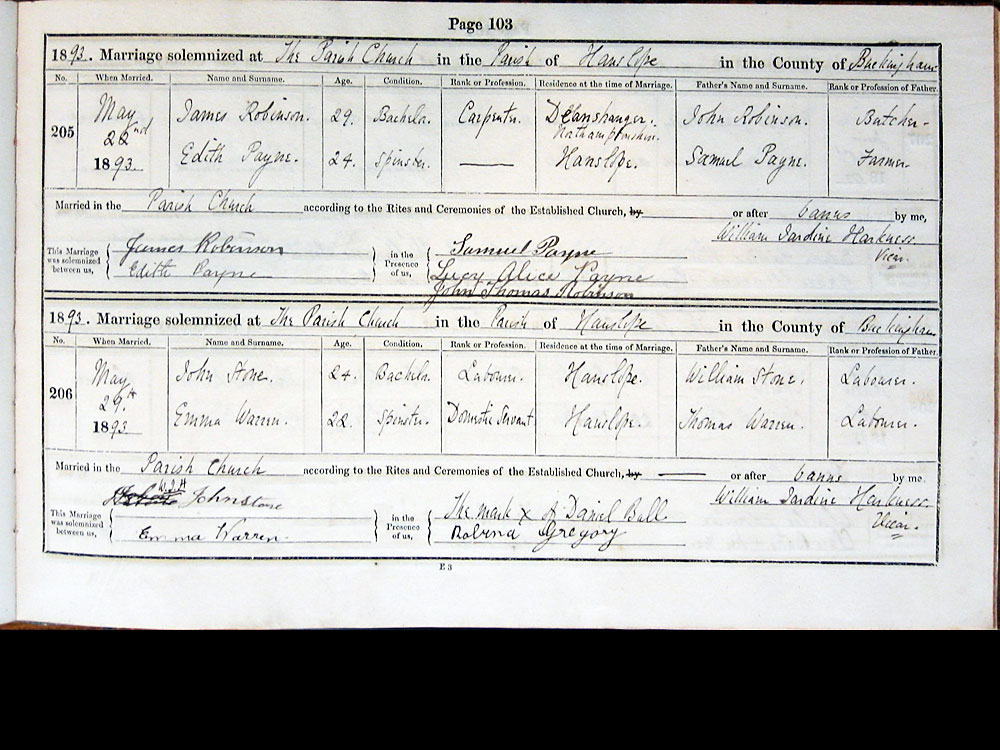 Page 103
1893. Marriage solemnized at The Parish Church in the Parish of Hanslope in the County of Buckingham
No. When Married. Name and Surname. Age. Condition. Rank or Profession. Residence at the time of Marriage. Father's Name and Surname. Rank or Profession of Father.
205 May 22nd 1893. James Robinson. 29. Bachelor. Carpenter. Deanshanger. Northamptonshire. John Robinson. Butcher.
Edith Payne. 24. Spinster. Hanslope. Samuel Payne. Farmer.
Married in the Parish Church according to the Rites and Ceremonies of the Established Church, by or after banns by me,
William Jardine Harkness
Vicar.
This Marriage was solemnized between us, James Robinson
Edith Payne
in the Presence of us, Samuel Payne
Lucy Alice Payne
John Thomas Robinson
1893. Marriage solemnized at The Parish Church in the Parish of Hanslope in the County of Buckingham
No. When Married. Name and Surname. Age. Condition. Rank or Profession. Residence at the time of Marriage. Father's Name and Surname. Rank or Profession of Father.
206 May 29th 1893 John Stone. 24. Bachelor. Labourer. Hanslope. William Stone. Labourer.
Emma Warren. 22. Spinster. Domestic Servant Hanslope. Thomas Warren. Labourer.
Married in the Parish Church according to the Rites and Ceremonies of the Established Church, by or after banns by me
William Jardine Harkness.
Vicar.
W.J.H
This Marriage was solemnized between us, Johnstone
Emma Warren
in the Presence of us, The mark X of Daniel Bull
Robina Gregory
E 3